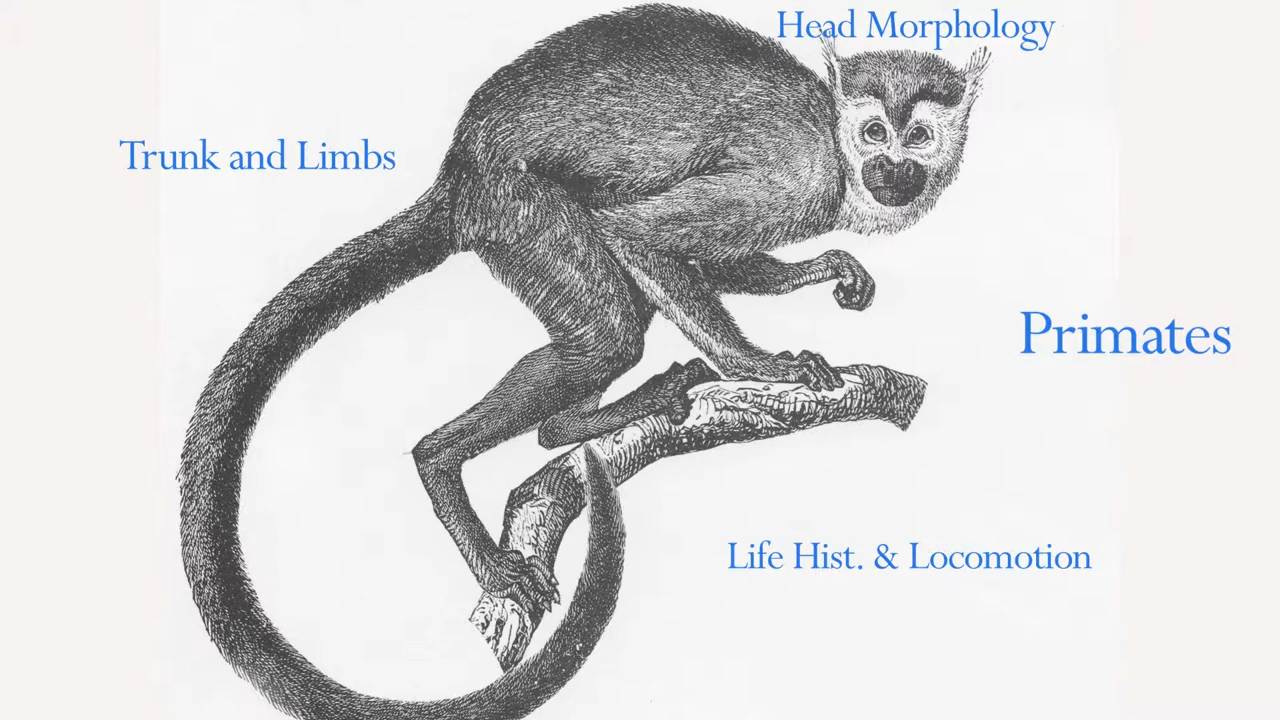 Head Morphology
Trunk and Limbs
Primates
Life Hist. & Locomotion